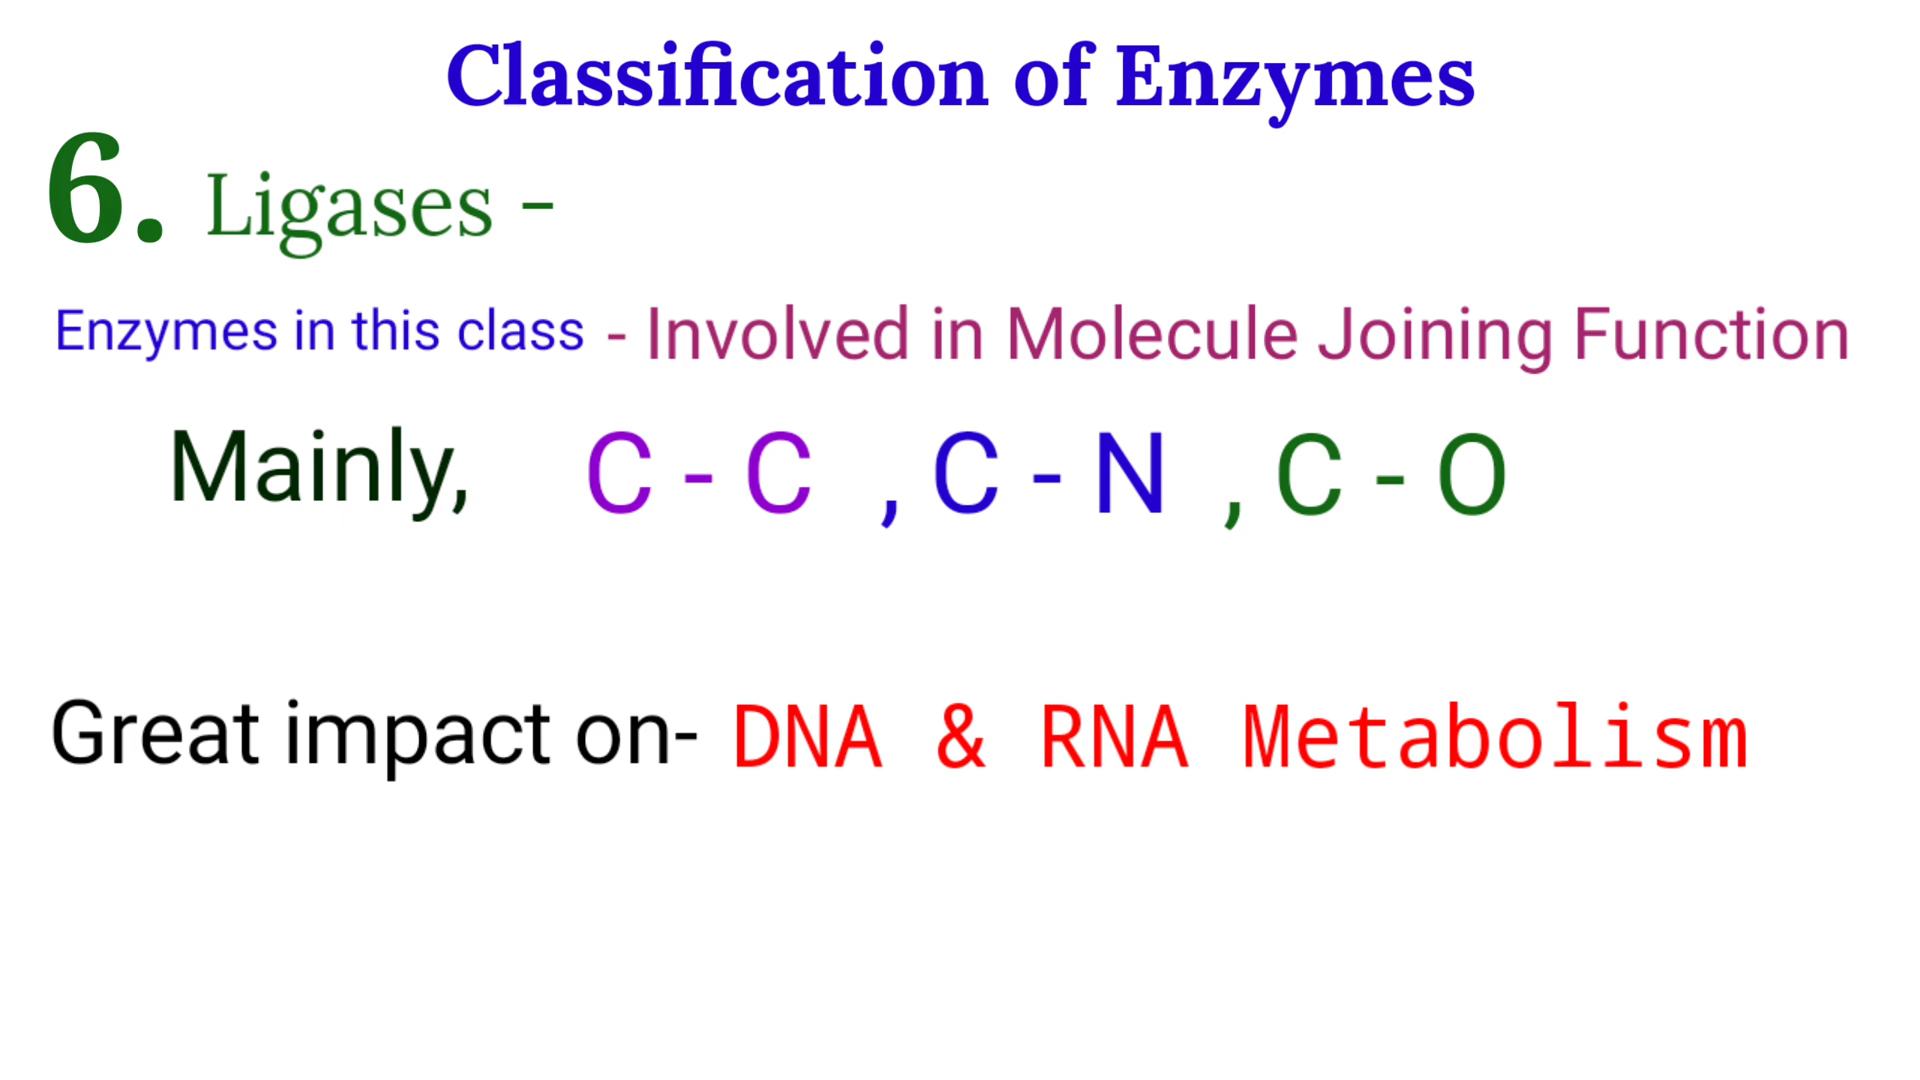 Classification of Enzymes
6. Ligases -
Enzymes in this class - Involved in Molecule Joining Function
Mainly, C - C , C - N , C - O
Great impact on- DNA & RNA Metabolism